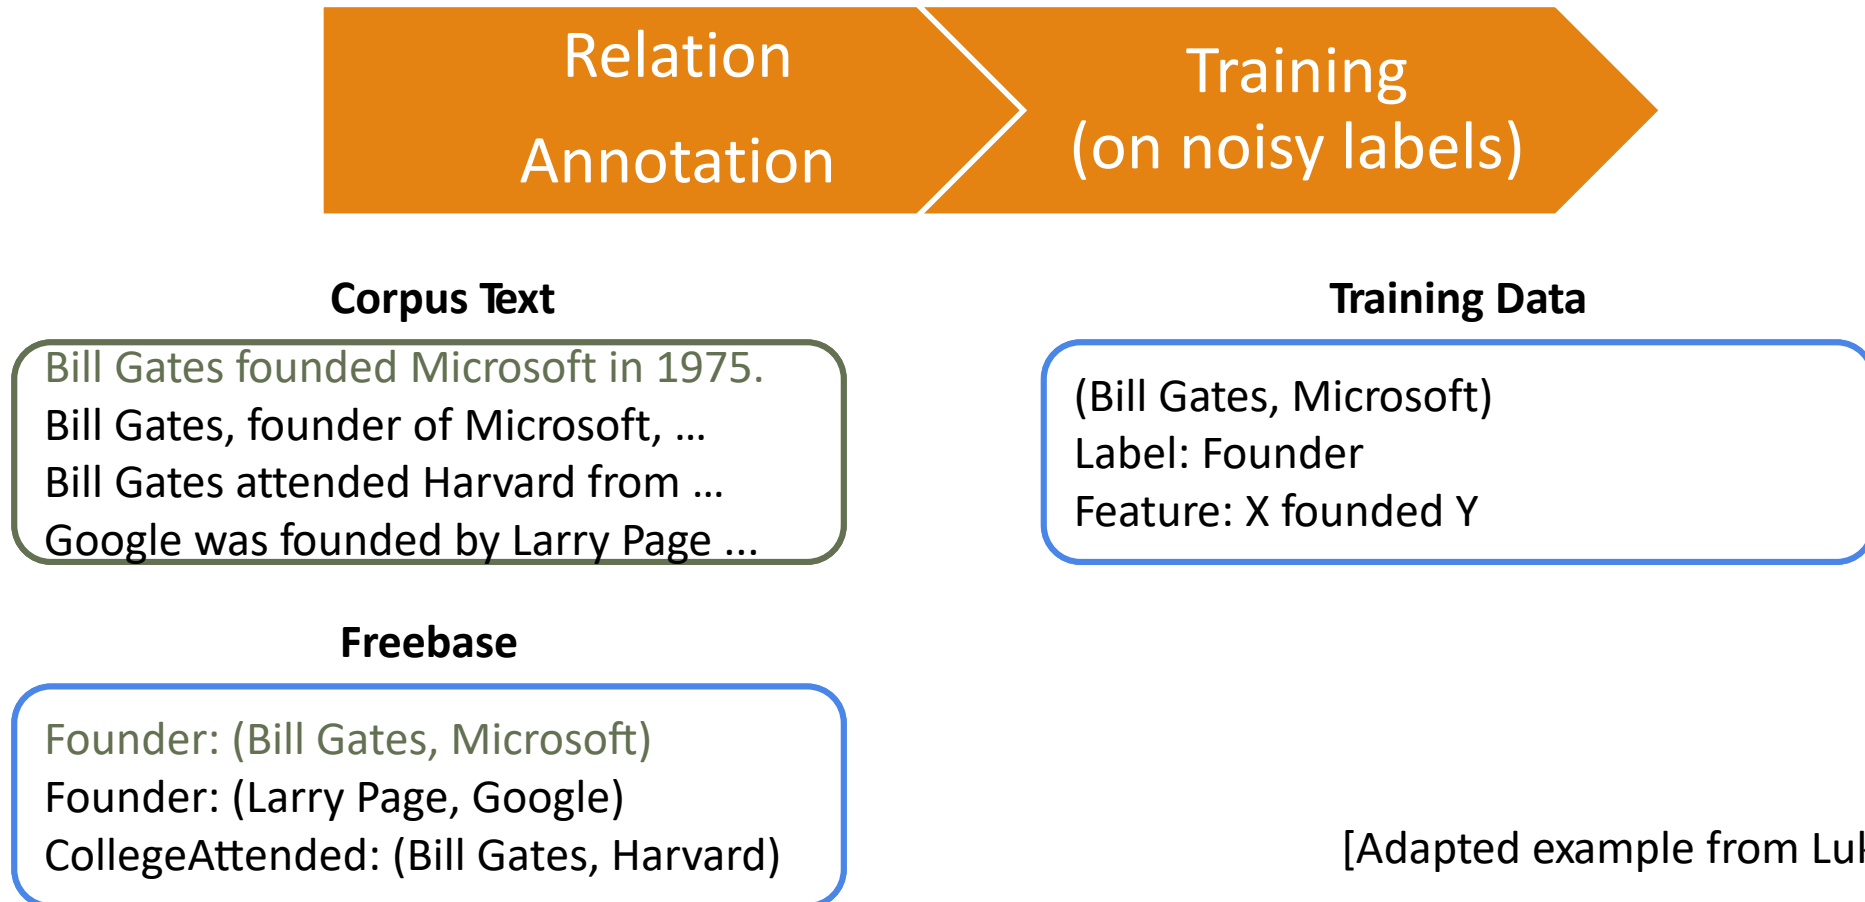 Relation
Annotation
Training
(on noisy labels)
Corpus Text
Bill Gates founded Microsoft in 1975.
Bill Gates, founder of Microsoft, …
Bill Gates attended Harvard from …
Google was founded by Larry Page ...
Freebase
Founder: (Bill Gates, Microsoft)
Founder: (Larry Page, Google)
CollegeAttended: (Bill Gates, Harvard)
Training Data
(Bill Gates, Microsoft)
Label: Founder
Feature: X founded Y
[Adapted example from